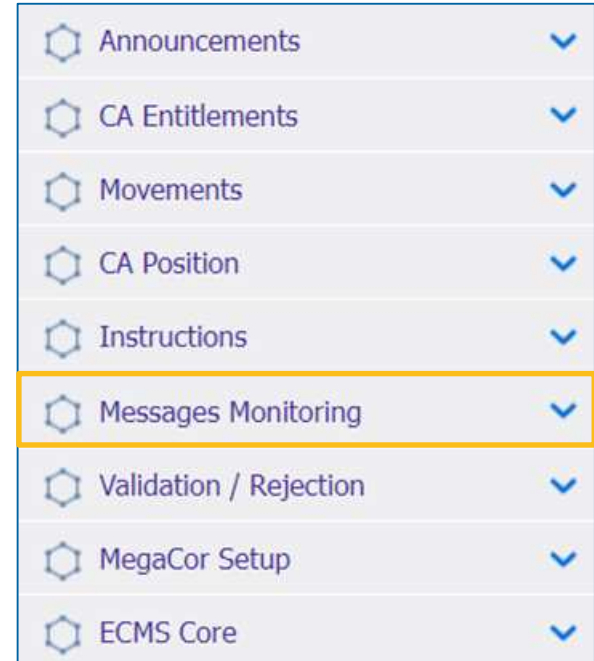 Announcements
CA Entitlements
Movements
CA Position
Instructions
Messages Monitoring
Validation / Rejection
MegaCor Setup
ECMS Core